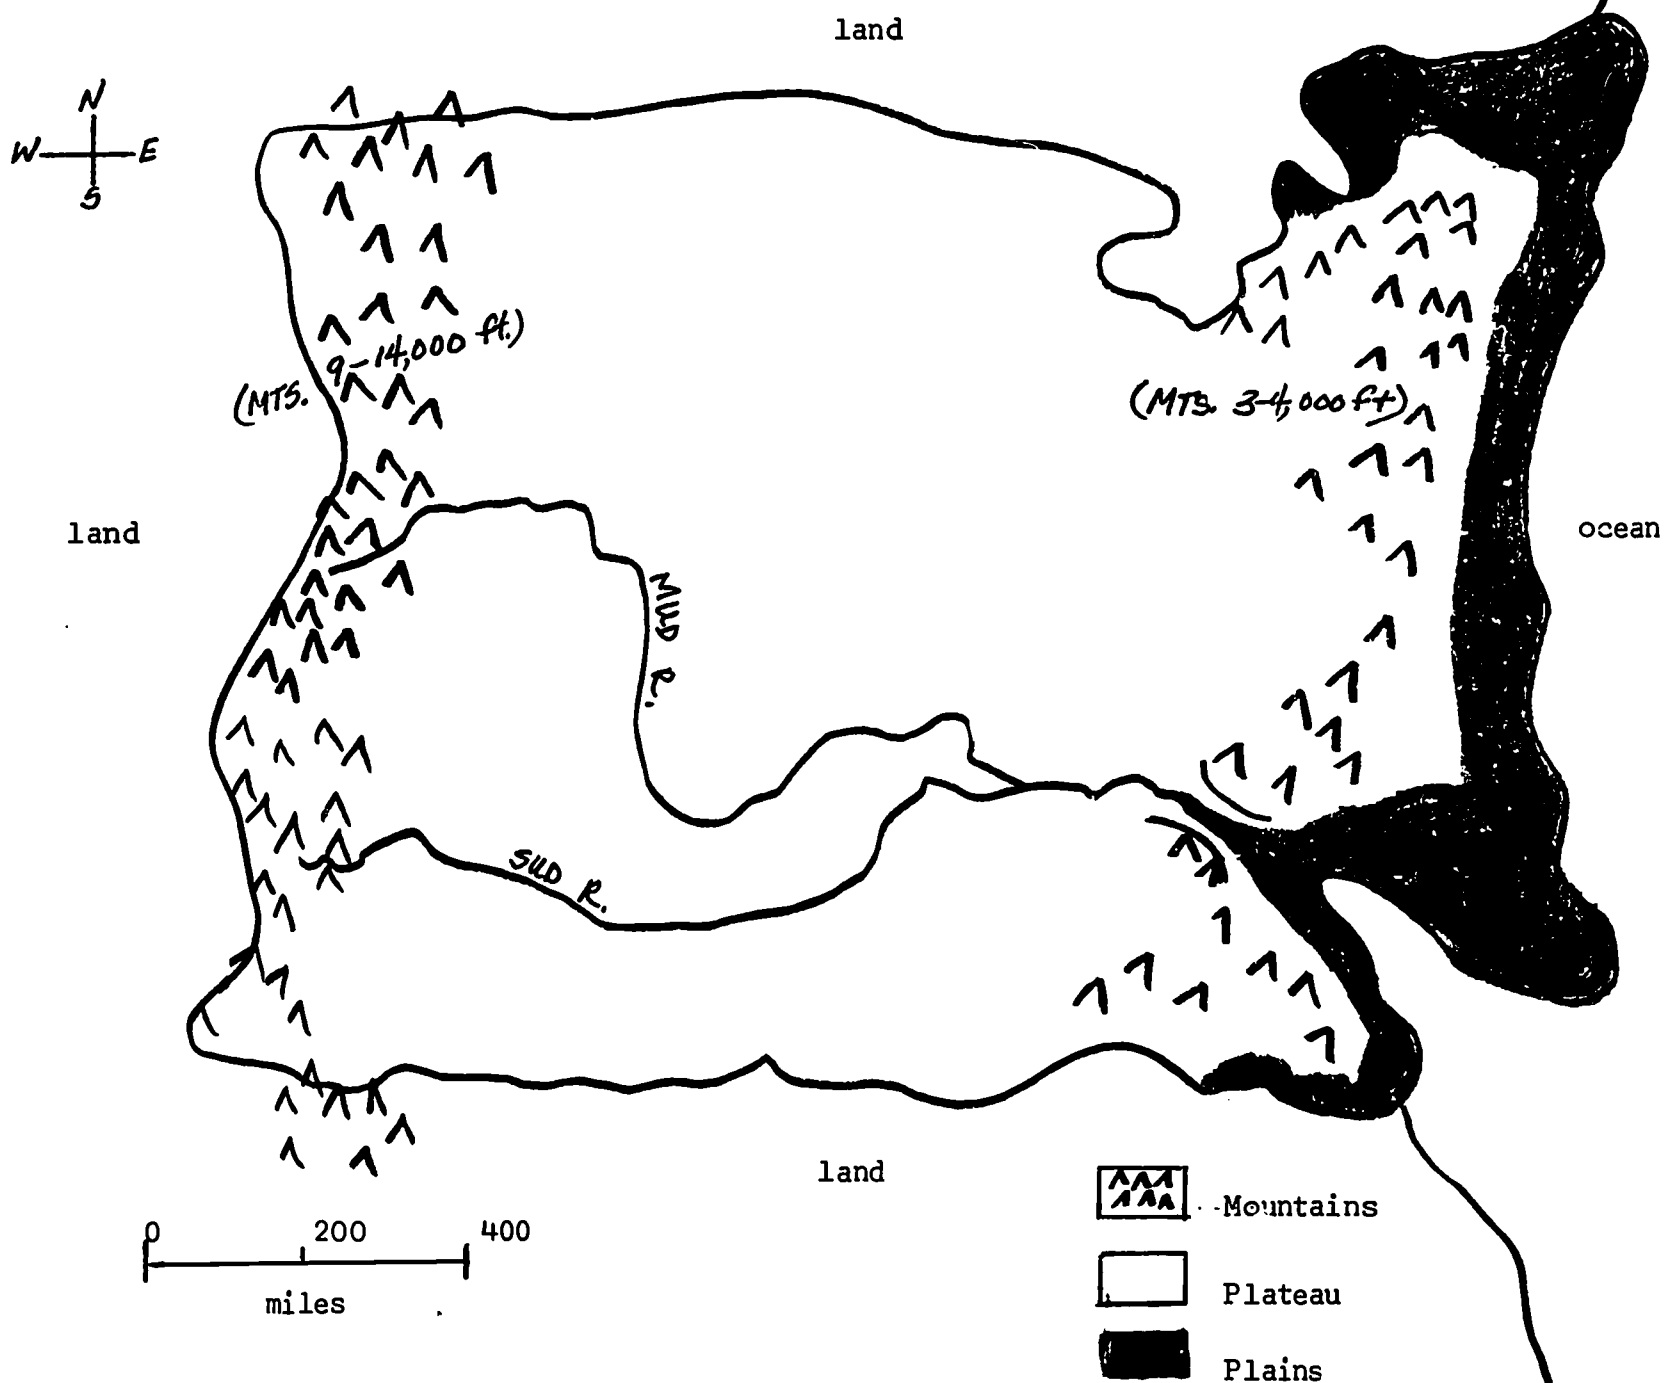 land
N
W E
S
(MTS. 9-14,000 ft.)
(MTS. 3-4,000 ft)
land
ocean
MUD R.
SUD R.
land
0 200 400
miles
Mountains
Plateau
Plains